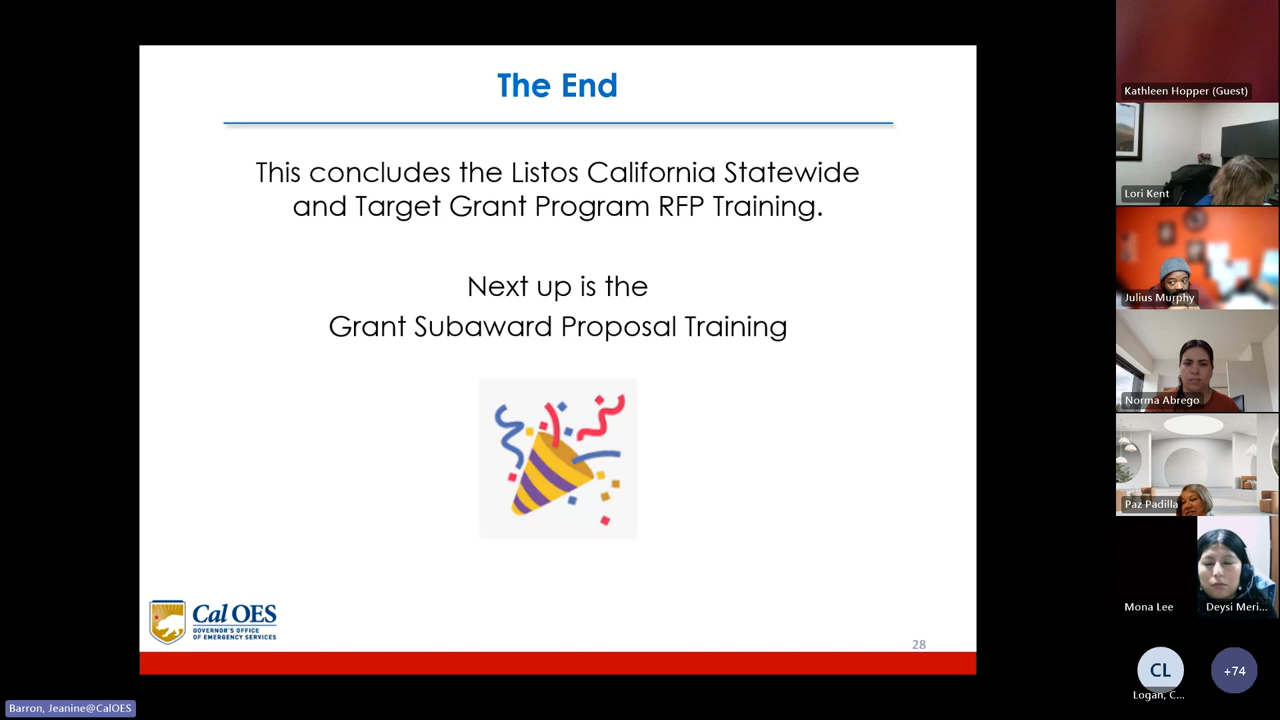 The End
This concludes the Listos California Statewide
and Target Grant Program RFP Training.
Next up is the
Grant Subaward Proposal Training
Cal OES
GOVERNOR'S OFFICE
OF EMERGENCY SERVICES
28
Barron, Jeanine@CalOES
Kathleen Hopper (Guest)
Lori Kent
Julius Murphy
Norma Abrego
Paz Padilla
Mona Lee
Deysi Meri...
CL
Logan, C...
+74